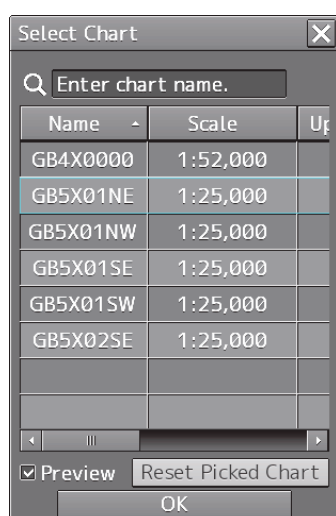 Select Chart
Enter chart name.
Name Scale
GB4X0000 1:52,000
GB5X01NE 1:25,000
GB5X01NW 1:25,000
GB5X01SE 1:25,000
GB5X01SW 1:25,000
GB5X02SE 1:25,000
Preview Reset Picked Chart
OK